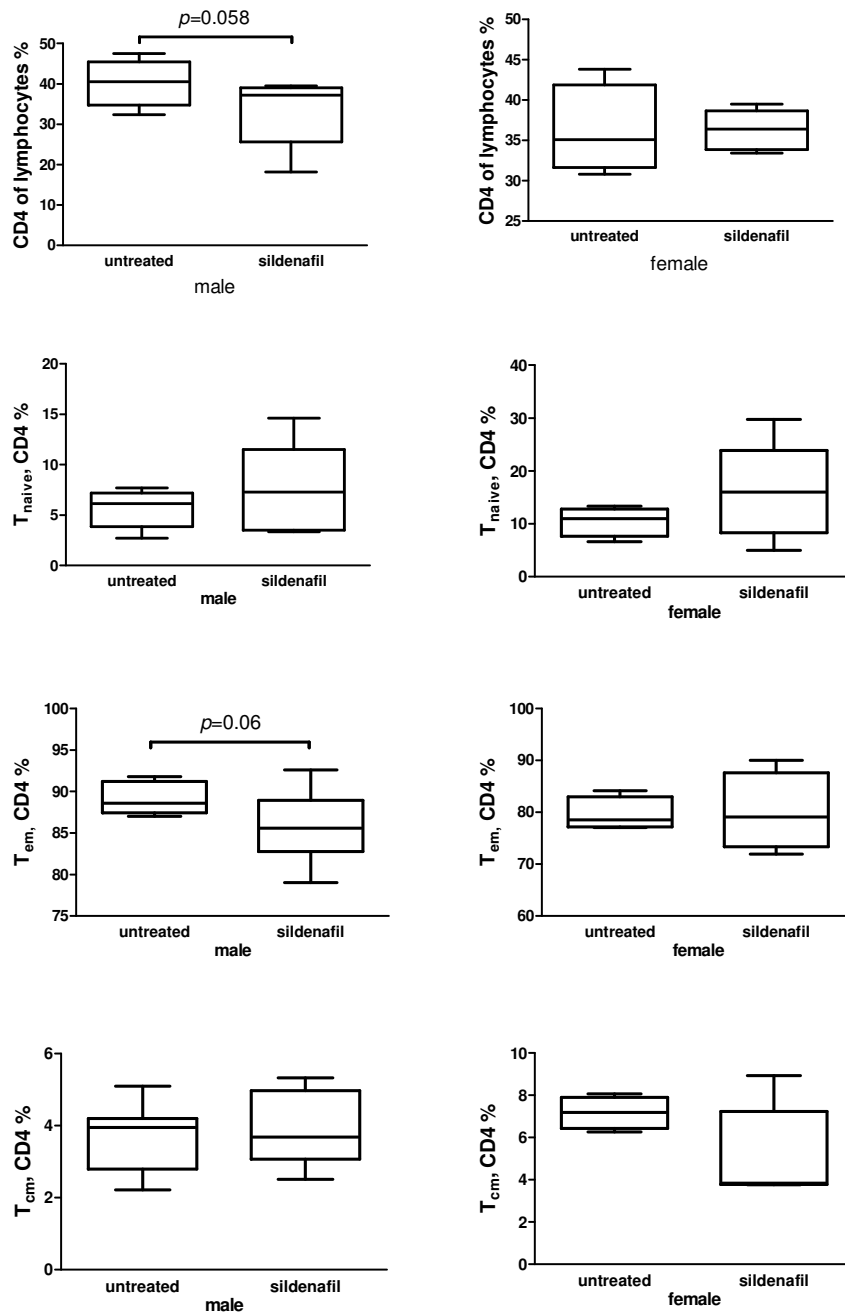 p=0.058
CD4 of lymphocytes %
50
40
30
20
10
0
untreated
sildenafil
male
CD4 of lymphocytes %
50
45
40
35
30
25
untreated
sildenafil
female
Tnaive, CD4 %
20
15
10
5
0
untreated
sildenafil
male
Tnaive, CD4 %
40
30
20
10
0
untreated
sildenafil
female
p=0.06
Tem, CD4 %
100
95
90
85
80
75
untreated
sildenafil
male
Tem, CD4 %
100
90
80
70
60
untreated
sildenafil
female
Tcm, CD4 %
6
4
2
0
untreated
sildenafil
male
Tcm, CD4 %
10
8
6
4
2
0
untreated
sildenafil
female